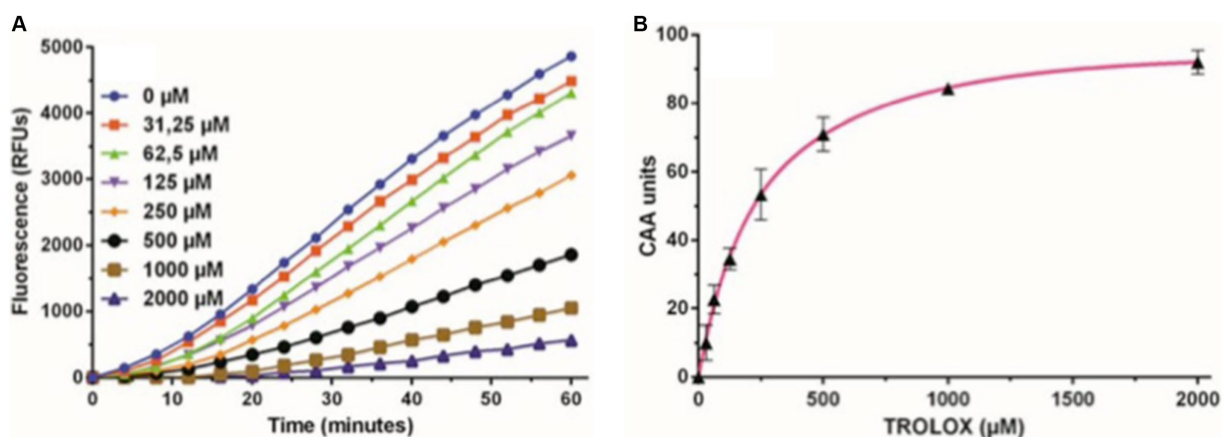 A
Fluorescence (RFUs)
5000
4000
3000
2000
1000
0
0 µM
31,25 µM
62,5 µM
125 µM
250 µM
500 µM
1000 µM
2000 µM
0 10 20 30 40 50 60
Time (minutes)
B
CAA units
100
80
60
40
20
0
0 500 1000 1500 2000
TROLOX (µM)